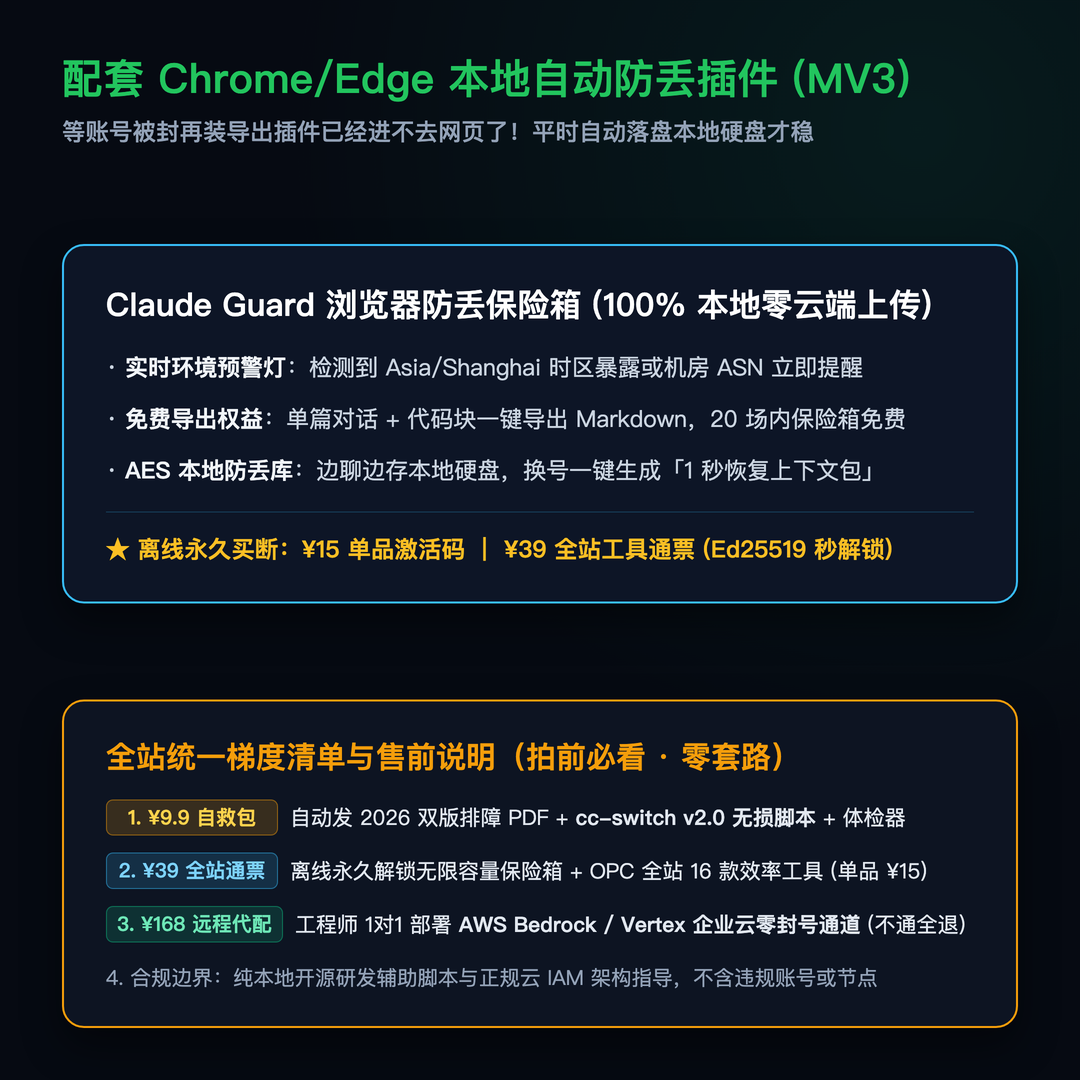 配套 Chrome/Edge 本地自动防丢插件 (MV3)
等账号被封再装导出插件已经进不去网页了！平时自动落盘本地硬盘才稳
Claude Guard 浏览器防丢保险箱 (100% 本地零云端上传)
· 实时环境预警灯：检测到 Asia/Shanghai 时区暴露或机房 ASN 立即提醒
· 免费导出权益：单篇对话 + 代码块一键导出 Markdown，20 场内保险箱免费
· AES 本地防丢库：边聊边存本地硬盘，换号一键生成「1 秒恢复上下文包」
★ 离线永久买断：¥15 单品激活码 ｜ ¥39 全站工具通票 (Ed25519 秒解锁)
全站统一梯度清单与售前说明（拍前必看 · 零套路）
1. ¥9.9 自救包 自动发 2026 双版排障 PDF + cc-switch v2.0 无损脚本 + 体检器
2. ¥39 全站通票 离线永久解锁无限容量保险箱 + OPC 全站 16 款效率工具 (单品 ¥15)
3. ¥168 远程代配 工程师 1对1 部署 AWS Bedrock / Vertex 企业云零封号通道 (不通全退)
4. 合规边界：纯本地开源研发辅助脚本与正规云 IAM 架构指导，不含违规账号或节点